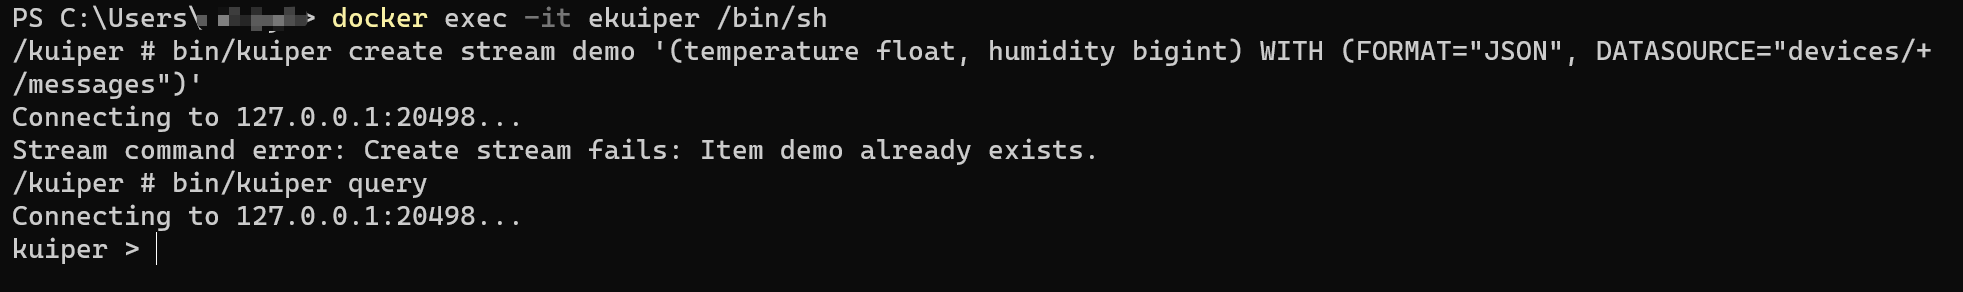 PS C:\Users\> docker exec -it ekuiper /bin/sh
/kuiper # bin/kuiper create stream demo '(temperature float, humidity bigint) WITH (FORMAT="JSON", DATASOURCE="devices/+
/messages")'
Connecting to 127.0.0.1:20498...
Stream command error: Create stream fails: Item demo already exists.
/kuiper # bin/kuiper query
Connecting to 127.0.0.1:20498...
kuiper >